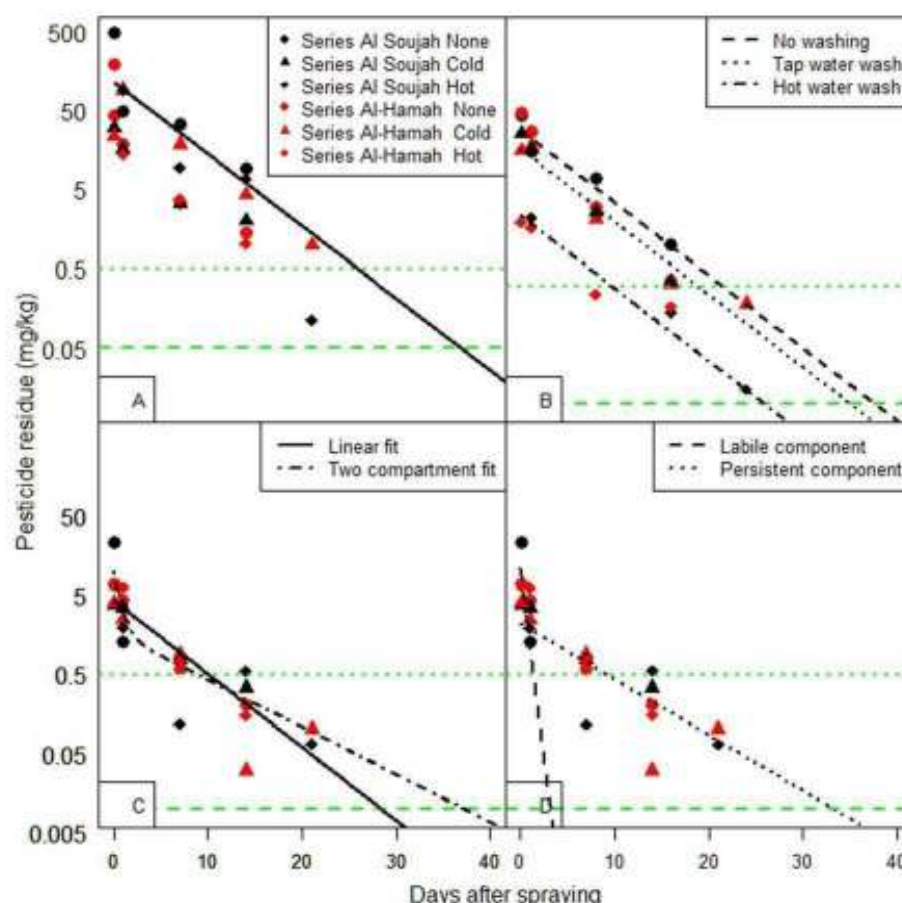 500
50
5
0.5
0.05
Series Al Soujah None
Series Al Soujah Cold
Series Al Soujah Hot
Series Al-Hamah None
Series Al-Hamah Cold
Series Al-Hamah Hot
A
No washing
Tap water wash
Hot water wash
B
Pesticide residue (mg/kg)
50
5
0.5
0.05
0.005
Linear fit
Two compartment fit
C
Labile component
Persistent component
D
0 10 20 30 40 0 10 20 30 40
Days after spraying